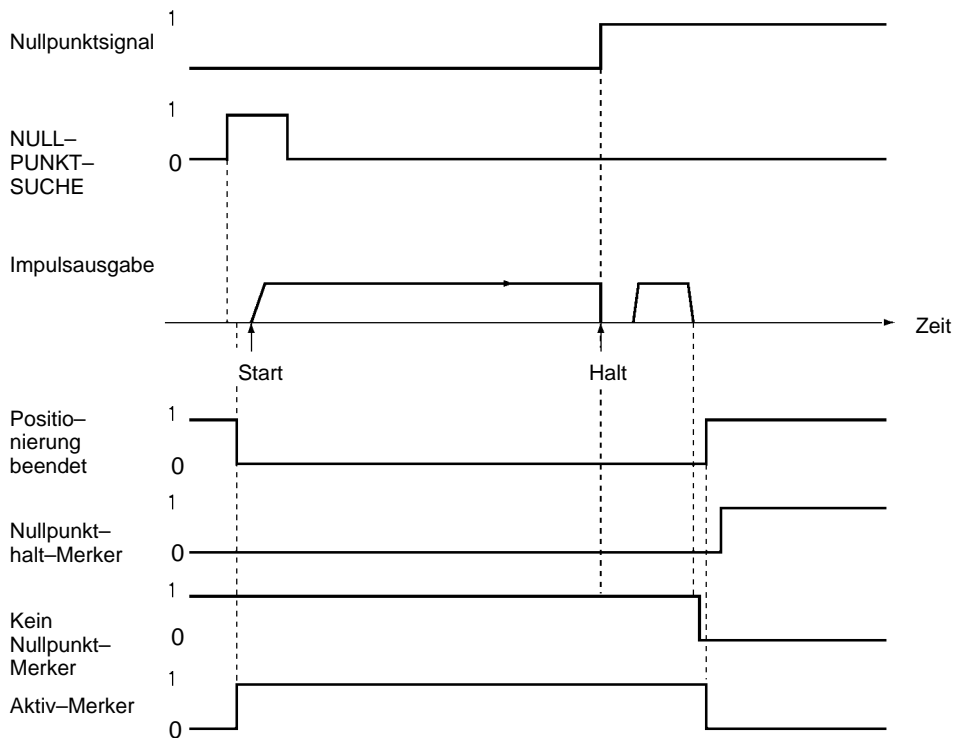 1
Nullpunktsignal
1
NULL–
PUNKT–
SUCHE
0
Impulsausgabe
Zeit
Start
Halt
1
Positio–
nierung
beendet
0
1
Nullpunkt–
halt–Merker
0
1
Kein
Nullpunkt–
Merker
0
1
Aktiv–Merker
0